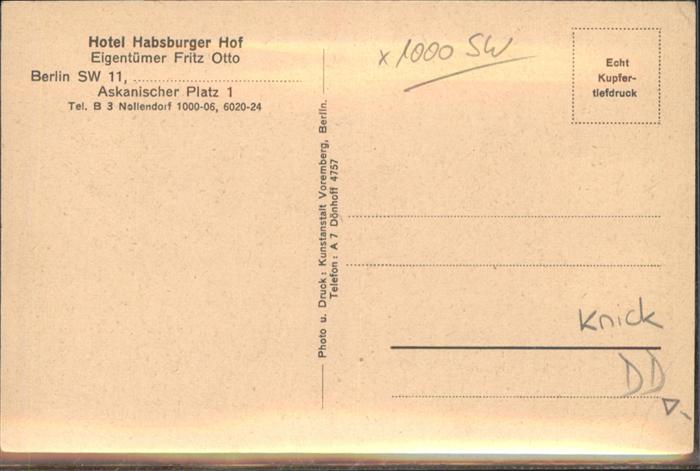 Hotel Habsburger Hof
Eigentümer Fritz Otto
Berlin SW 11,
Askanischer Platz 1
Tel. B 3 Nollendorf 1000-06, 6020-24
x 1000 SW
Echt
Kupfer-
tiefdruck
Photo u. Druck: Kunstanstalt Voremberg, Berlin.
Telefon: A 7 Dönhoff 4757
Knick
DD